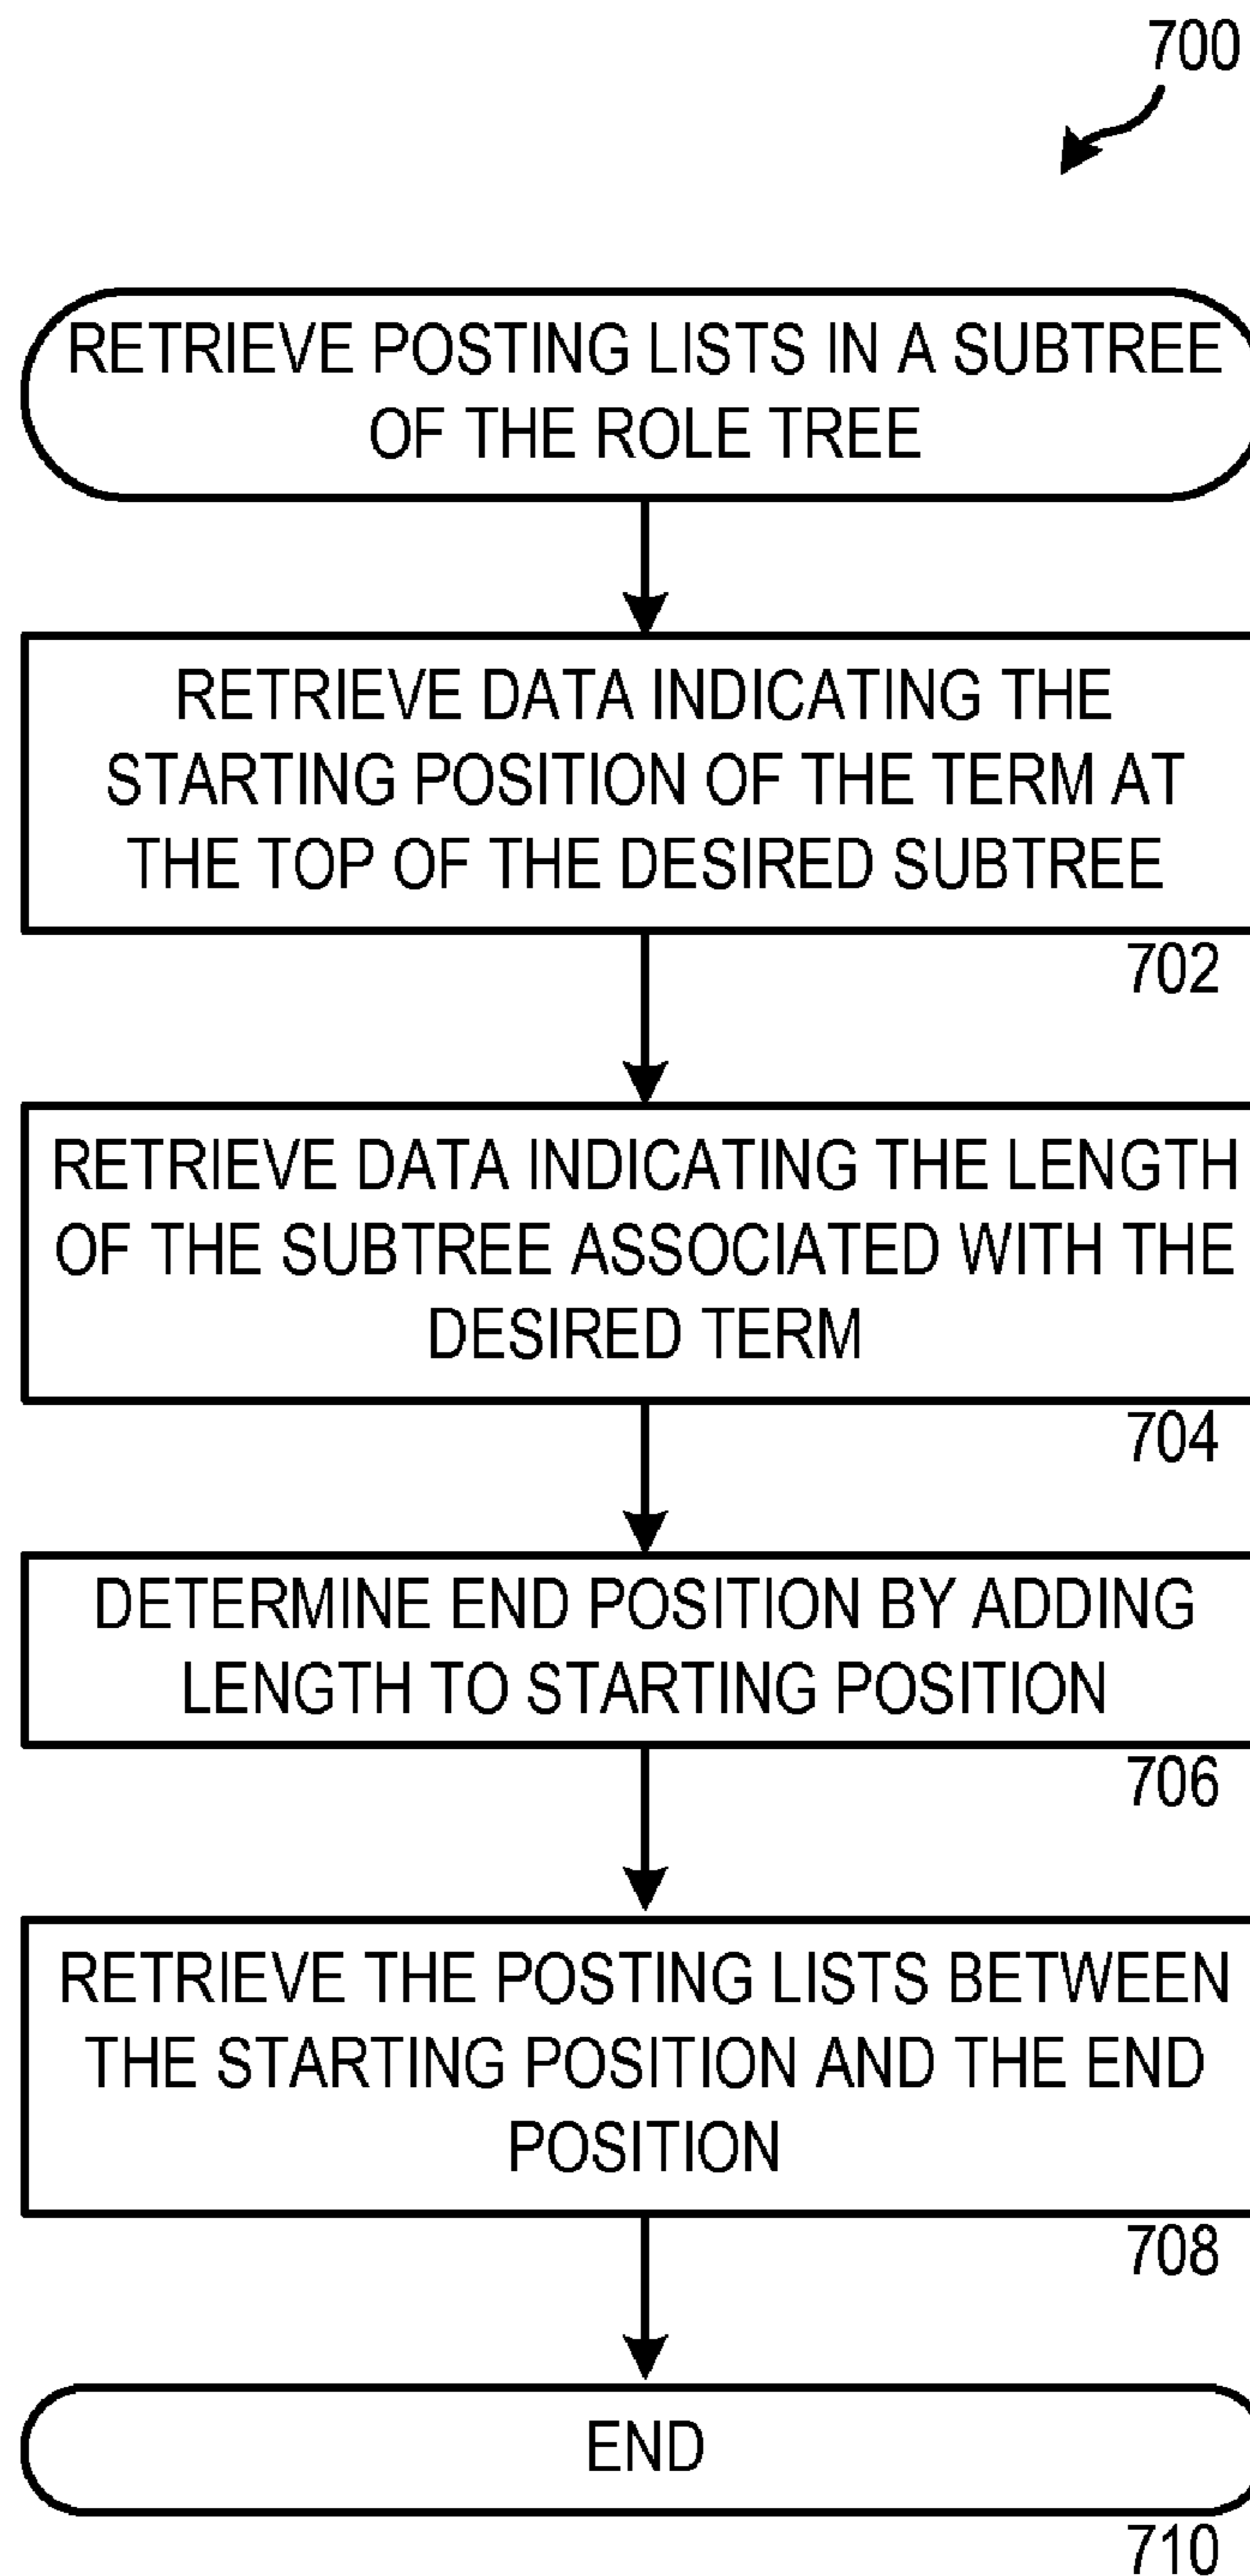 700
RETRIEVE POSTING LISTS IN A SUBTREE
OF THE ROLE TREE
RETRIEVE DATA INDICATING THE
STARTING POSITION OF THE TERM AT
THE TOP OF THE DESIRED SUBTREE
702
RETRIEVE DATA INDICATING THE LENGTH
OF THE SUBTREE ASSOCIATED WITH THE
DESIRED TERM
704
DETERMINE END POSITION BY ADDING
LENGTH TO STARTING POSITION
706
RETRIEVE THE POSTING LISTS BETWEEN
THE STARTING POSITION AND THE END
POSITION
708
END
710